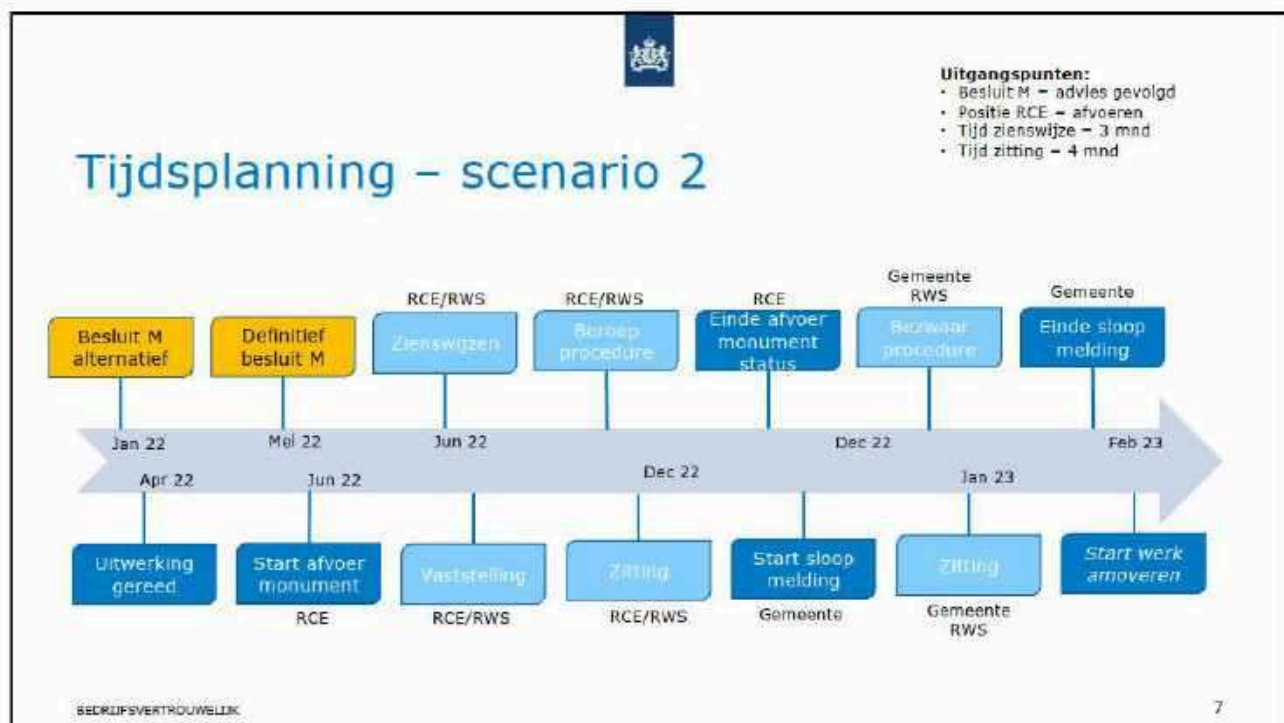 Uitgangspunten:
• Besluit M = advies gevolgd
• Positie RCE = afvoeren
• Tijd zienswijze = 3 mnd
• Tijd zitting = 4 mnd
Tijdsplanning – scenario 2
RCE/RWS
RCE/RWS
RCE
Gemeente
RWS
Gemeente
Besluit M
alternatief
Definitief
besluit M
Zienswijzen
Beroep
procedure
Einde afvoer
monument
status
Bezwaar
procedure
Einde sloop
melding
Jan 22
Mei 22
Jun 22
Dec 22
Feb 23
Apr 22
Jun 22
Dec 22
Jan 23
Uitwerking
gereed
Start afvoer
monument
Vaststelling
Zitting
Start sloop
melding
Zitting
Start werk
amoveren
RCE
RCE/RWS
RCE/RWS
Gemeente
Gemeente
RWS
BEDRIJFSVERTROUWELIJK
7